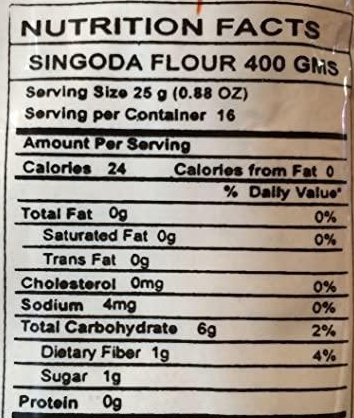 NUTRITION FACTS
SINGODA FLOUR 400 GMS
Serving Size 25 g (0.88 OZ)
Serving per Container 16
Amount Per Serving
Calories 24 Calories from Fat 0
% Daily Value*
Total Fat 0g 0%
Saturated Fat 0g 0%
Trans Fat 0g
Cholesterol 0mg 0%
Sodium 4mg 0%
Total Carbohydrate 6g 2%
Dietary Fiber 1g 4%
Sugar 1g
Protein 0g